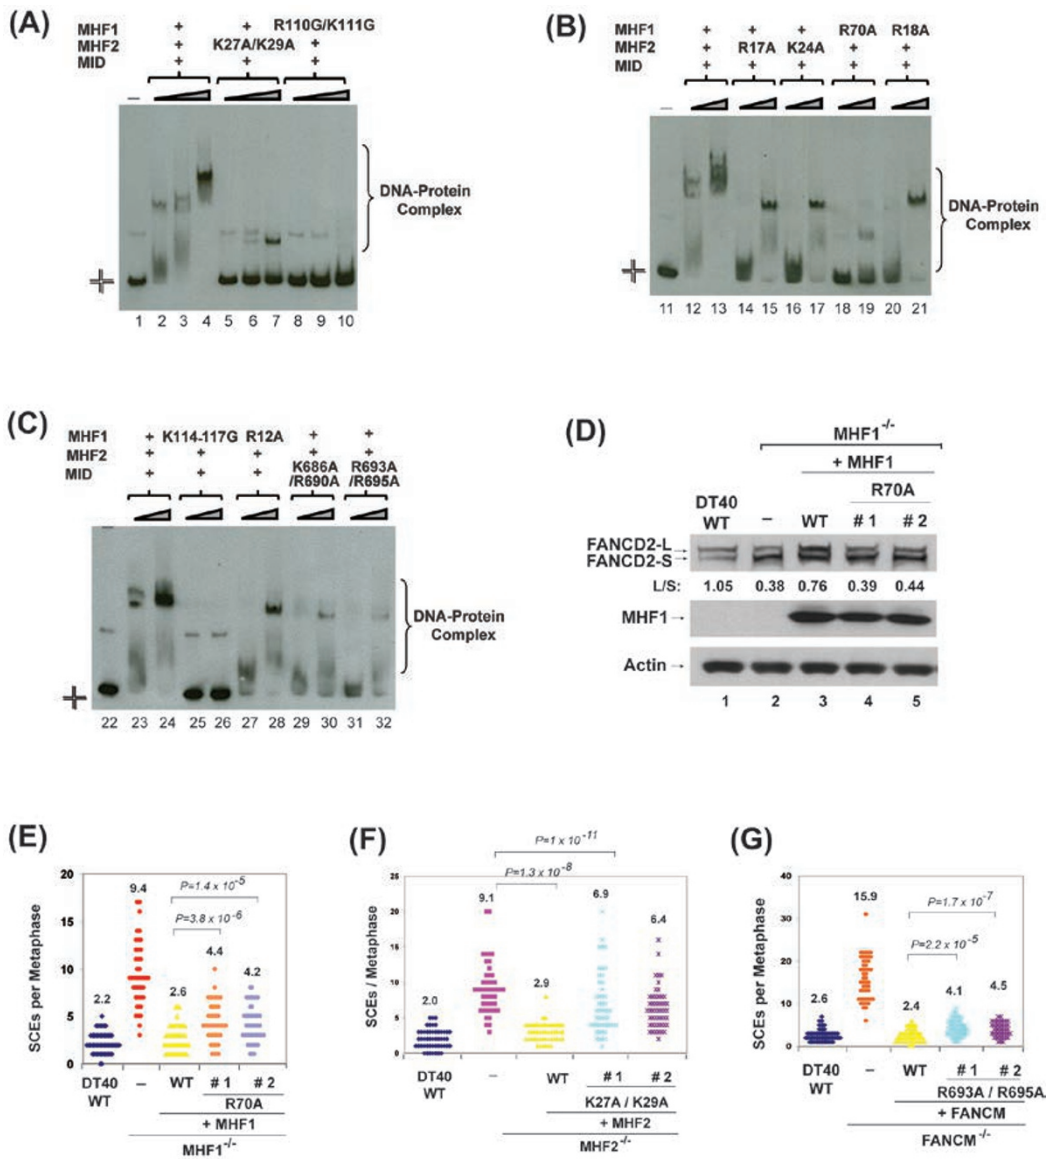 (A)
MHF1 + + R110G/K111G
MHF2 + K27A/K29A +
MID + + +
–
DNA-Protein
Complex
1 2 3 4 5 6 7 8 9 10
(B)
MHF1 + + + R70A R18A
MHF2 + R17A K24A + +
MID + + + + +
–
DNA-Protein
Complex
11 12 13 14 15 16 17 18 19 20 21
(C)
MHF1 + K114-117G R12A + +
MHF2 + + + + +
MID + + + K686A/R690A R693A/R695A
–
DNA-Protein
Complex
22 23 24 25 26 27 28 29 30 31 32
(D)
MHF1-/-
+ MHF1
R70A
DT40 WT – WT # 1 # 2
FANCD2-L
FANCD2-S
L/S: 1.05 0.38 0.76 0.39 0.44
MHF1
Actin
1 2 3 4 5
(E)
SCEs per Metaphase
20
15
10
5
0
2.2 9.4 2.6 4.4 4.2
P=1.4 x 10-5
P=3.8 x 10-6
DT40 WT – WT # 1 # 2
R70A
+ MHF1
MHF1-/-
(F)
SCEs / Metaphase
25
20
15
10
5
0
2.0 9.1 2.9 6.9 6.4
P=1 x 10-11
P=1.3 x 10-8
DT40 WT – WT # 1 # 2
K27A / K29A
+ MHF2
MHF2-/-
(G)
SCEs per Metaphase
40
30
20
10
0
2.6 15.9 2.4 4.1 4.5
P=1.7 x 10-7
P=2.2 x 10-5
DT40 WT – WT # 1 # 2
R693A / R695A
+ FANCM
FANCM-/-